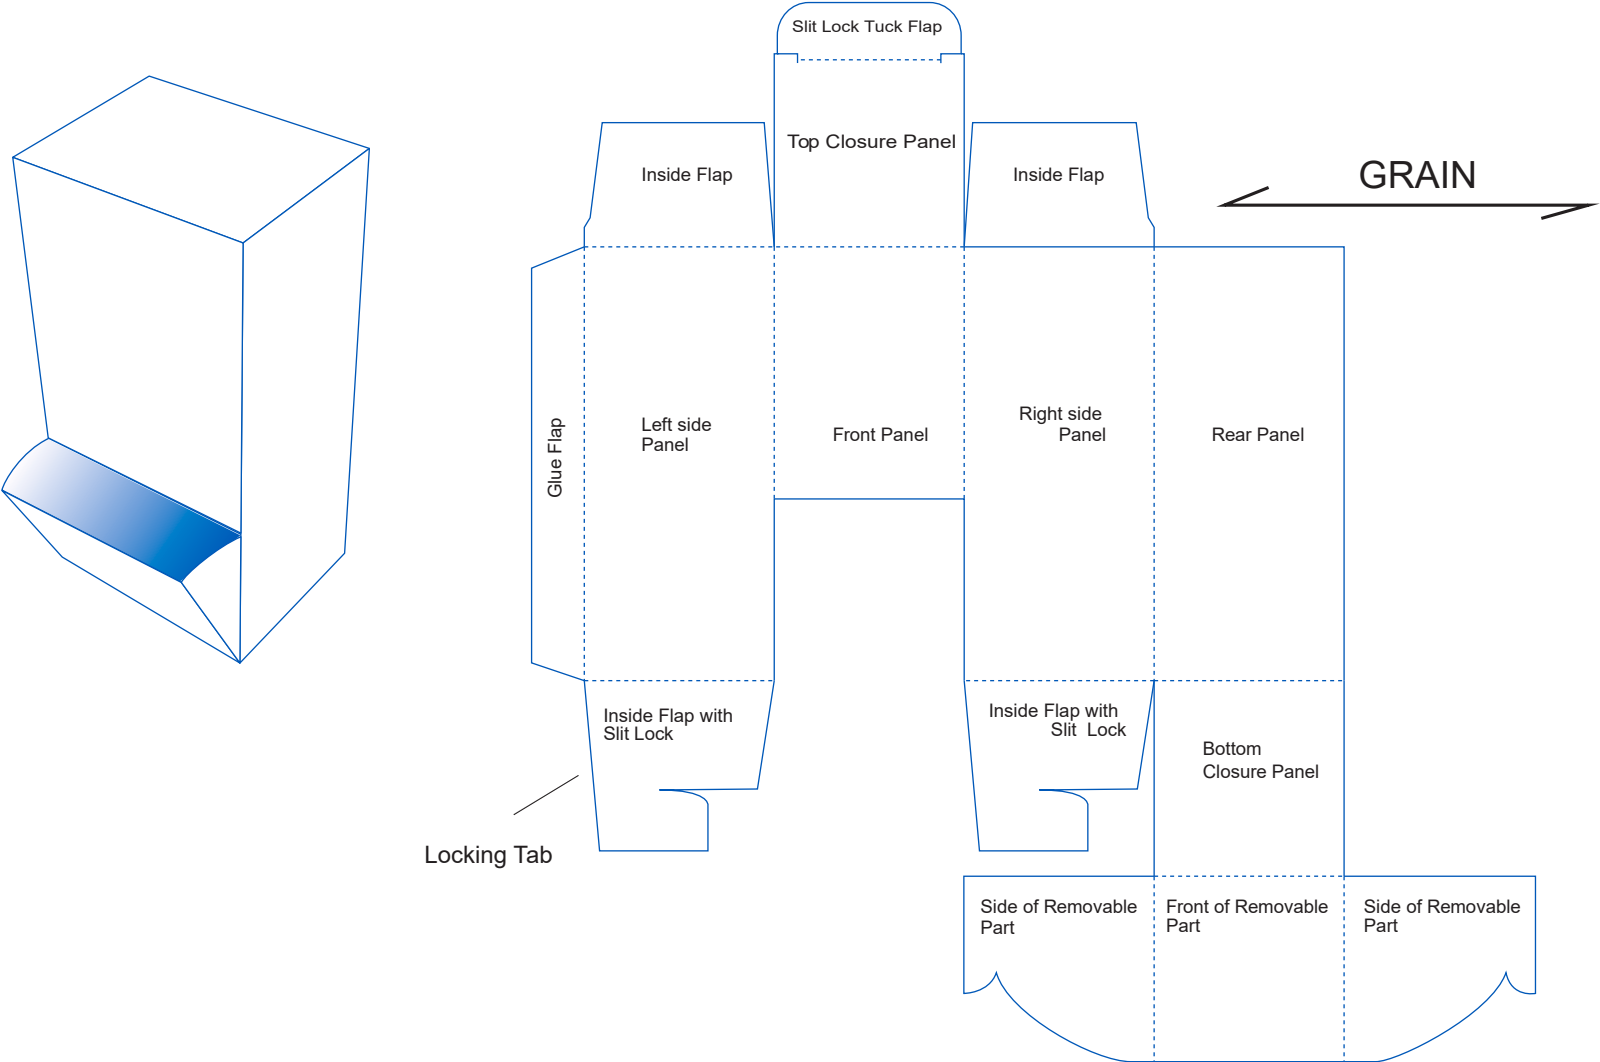 Slit Lock Tuck Flap
Top Closure Panel
Inside Flap
Inside Flap
GRAIN
Glue Flap
Left side
Panel
Front Panel
Right side
Panel
Rear Panel
Inside Flap with
Slit Lock
Inside Flap with
Slit Lock
Bottom
Closure Panel
Locking Tab
Side of Removable
Part
Front of Removable
Part
Side of Removable
Part